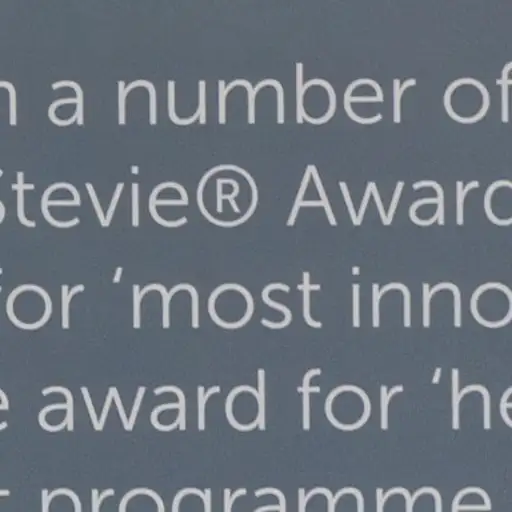 n a number of
Stevie® Award
for ‘most inno
e award for ‘he
t programme